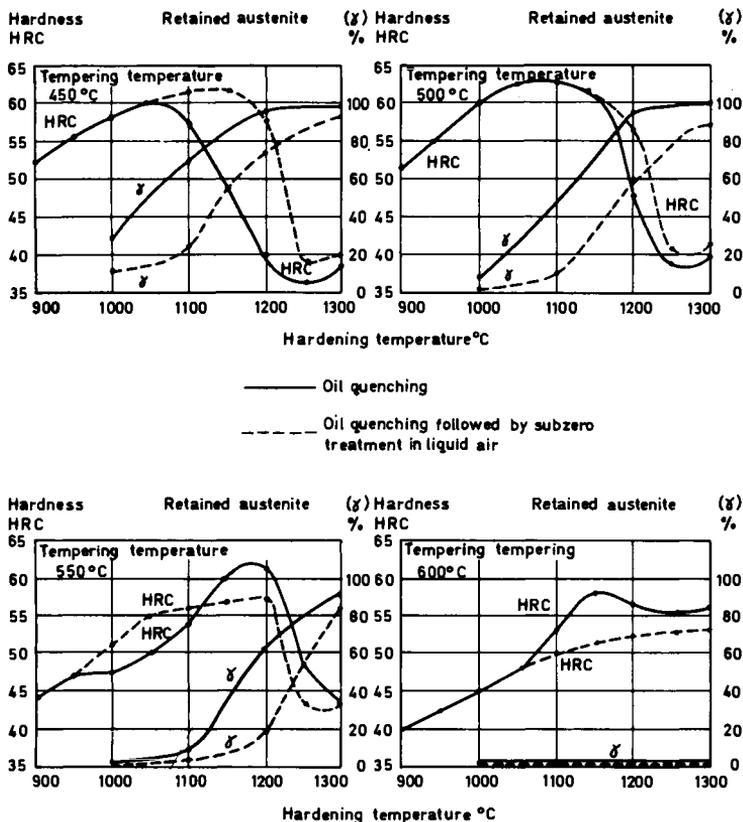 Hardness Retained austenite (ɣ)
HRC %
Hardness Retained austenite (ɣ)
HRC %
65
60
55
50
45
40
35
Tempering temperature
450°C
HRC
ɣ
ɣ
HRC
100
80
60
40
20
0
900 1000 1100 1200 1300
65
60
55
50
45
40
35
Tempering temperature
500°C
HRC
HRC
ɣ
ɣ
100
80
60
40
20
0
900 1000 1100 1200 1300
Hardening temperature°C
Oil quenching
Oil quenching followed by subzero
treatment in liquid air
Hardness Retained austenite (ɣ)
HRC %
Hardness Retained austenite (ɣ)
HRC %
65
60
55
50
45
40
35
Tempering temperature
550°C
HRC
HRC
ɣ
ɣ
100
80
60
40
20
0
900 1000 1100 1200 1300
65
60
55
50
45
40
35
Tempering tempering
600°C
HRC
HRC
ɣ
100
80
60
40
20
0
900 1000 1100 1200 1300
Hardening temperature °C